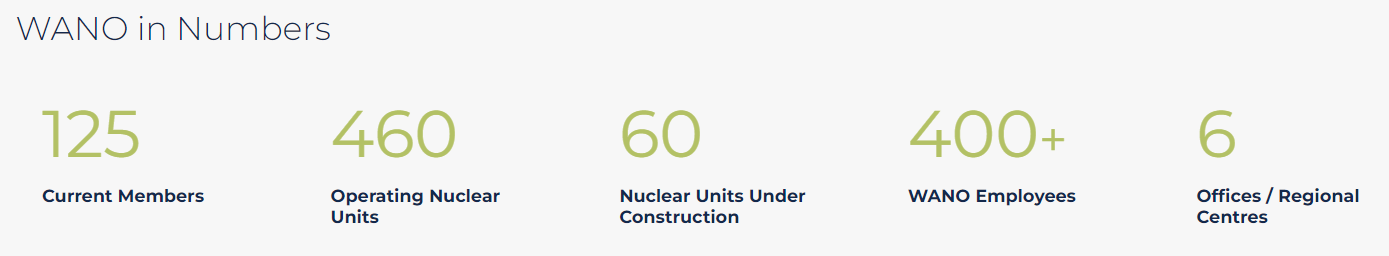 WANO in Numbers
125
Current Members
460
Operating Nuclear
Units
60
Nuclear Units Under
Construction
400+
WANO Employees
6
Offices / Regional
Centres